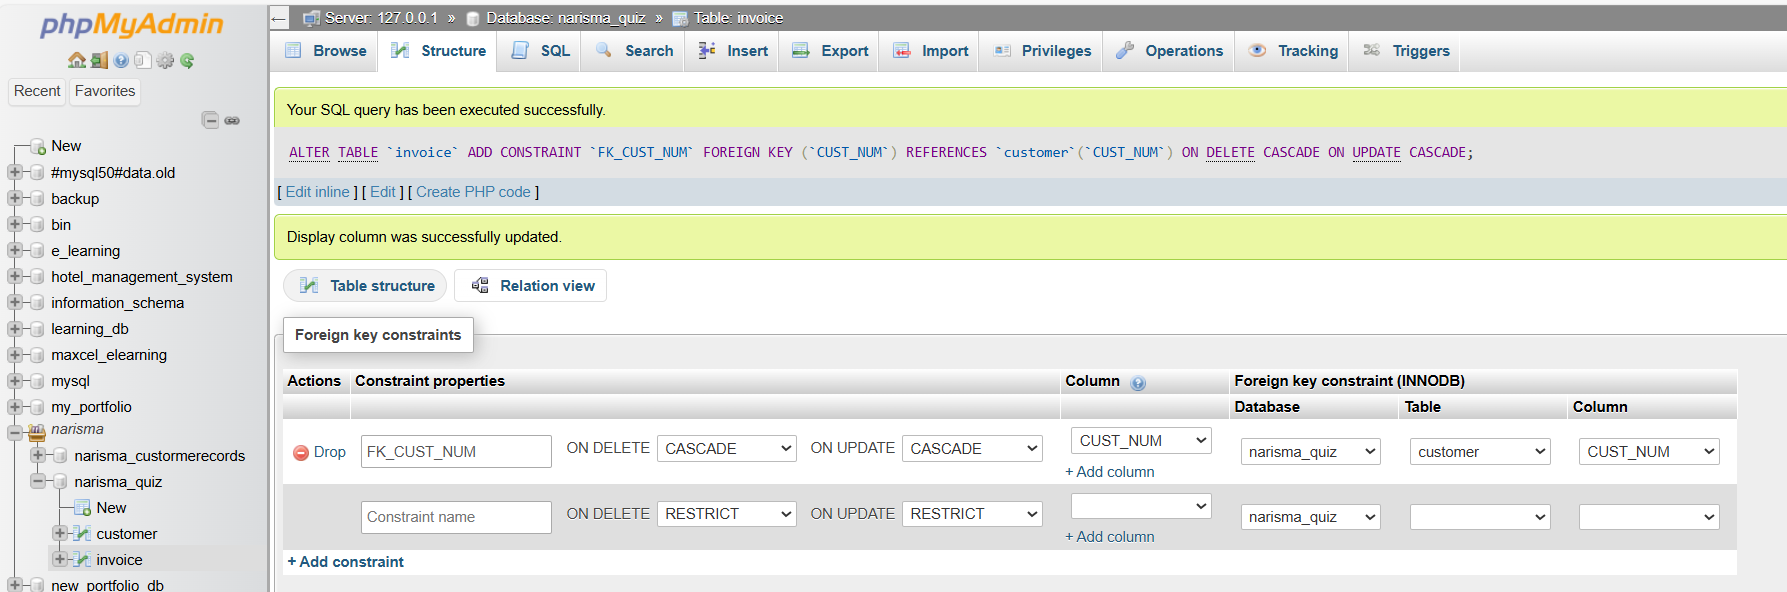 phpMyAdmin
Recent Favorites
New
#mysql50#data.old
backup
bin
e_learning
hotel_management_system
information_schema
learning_db
maxcel_elearning
mysql
my_portfolio
narisma
narisma_custormerecords
narisma_quiz
New
customer
invoice
new_portfolio_db
Server: 127.0.0.1 » Database: narisma_quiz » Table: invoice
Browse Structure SQL Search Insert Export Import Privileges Operations Tracking Triggers
Your SQL query has been executed successfully.
ALTER TABLE `invoice` ADD CONSTRAINT `FK_CUST_NUM` FOREIGN KEY (`CUST_NUM`) REFERENCES `customer`(`CUST_NUM`) ON DELETE CASCADE ON UPDATE CASCADE;
[ Edit inline ] [ Edit ] [ Create PHP code ]
Display column was successfully updated.
Table structure Relation view
Foreign key constraints
Actions Constraint properties Column Foreign key constraint (INNODB)
Database Table Column
Drop FK_CUST_NUM ON DELETE CASCADE ON UPDATE CASCADE CUST_NUM narisma_quiz customer CUST_NUM
+ Add column
Constraint name ON DELETE RESTRICT ON UPDATE RESTRICT narisma_quiz
+ Add column
+ Add constraint